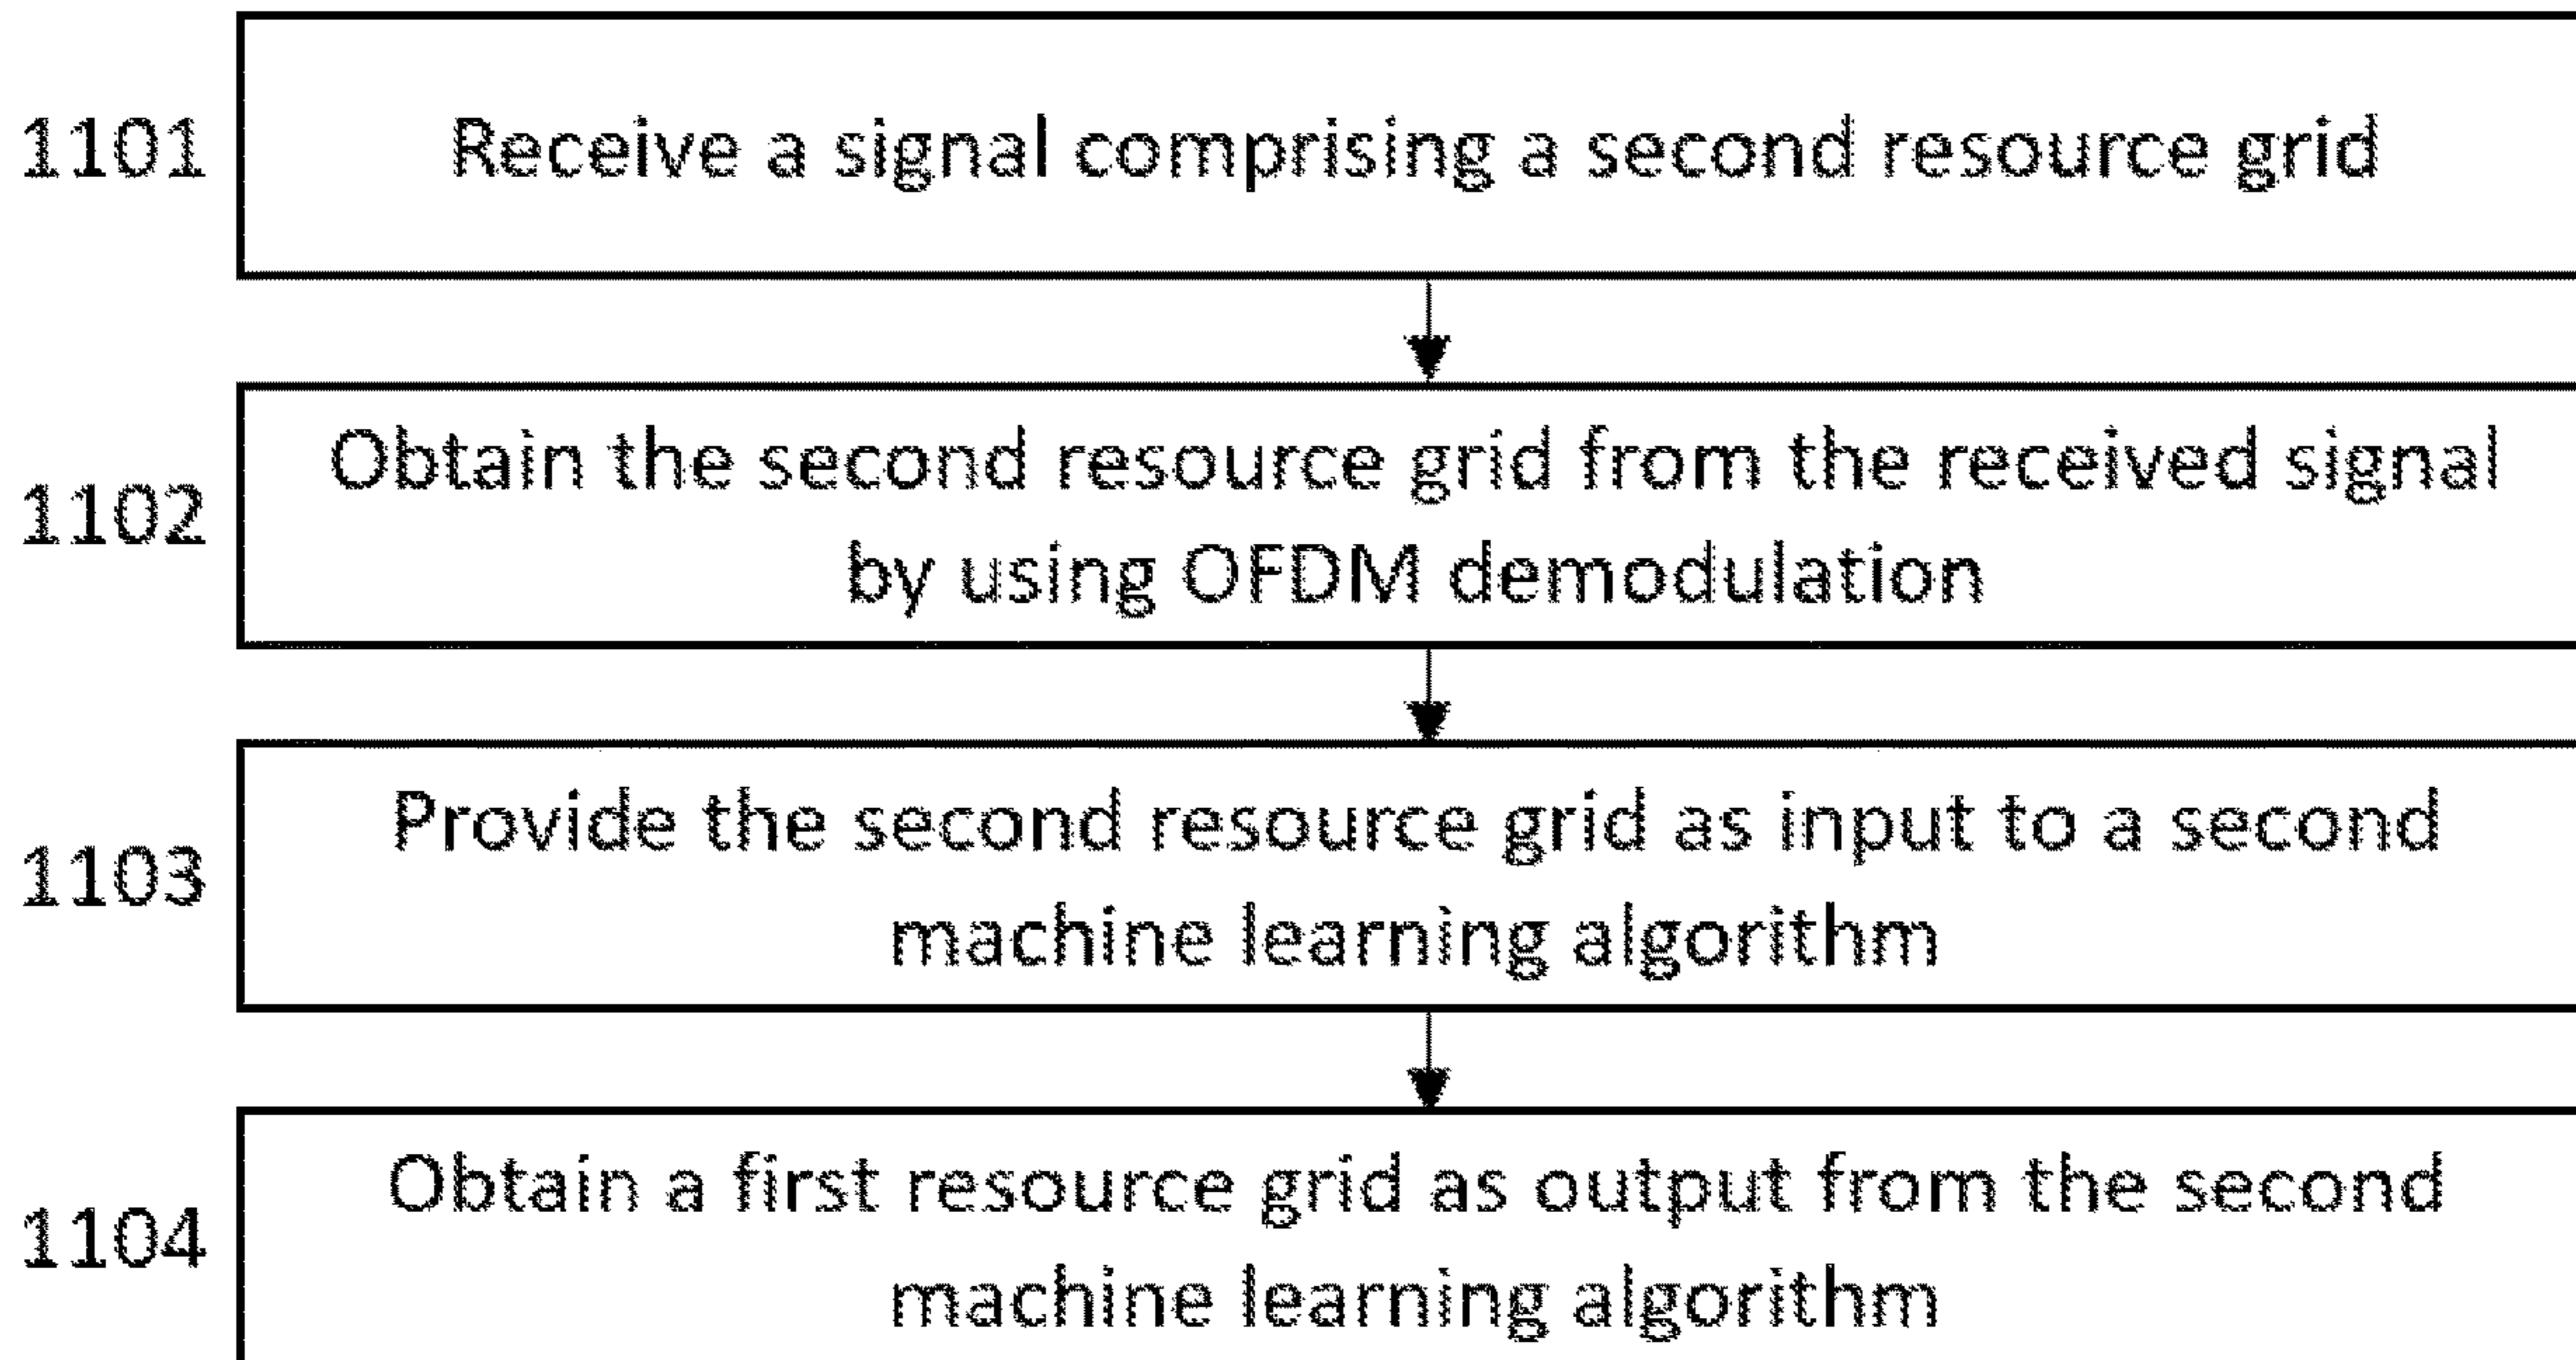 1101
Receive a signal comprising a second resource grid
1102
Obtain the second resource grid from the received signal
by using OFDM demodulation
1103
Provide the second resource grid as input to a second
machine learning algorithm
1104
Obtain a first resource grid as output from the second
machine learning algorithm